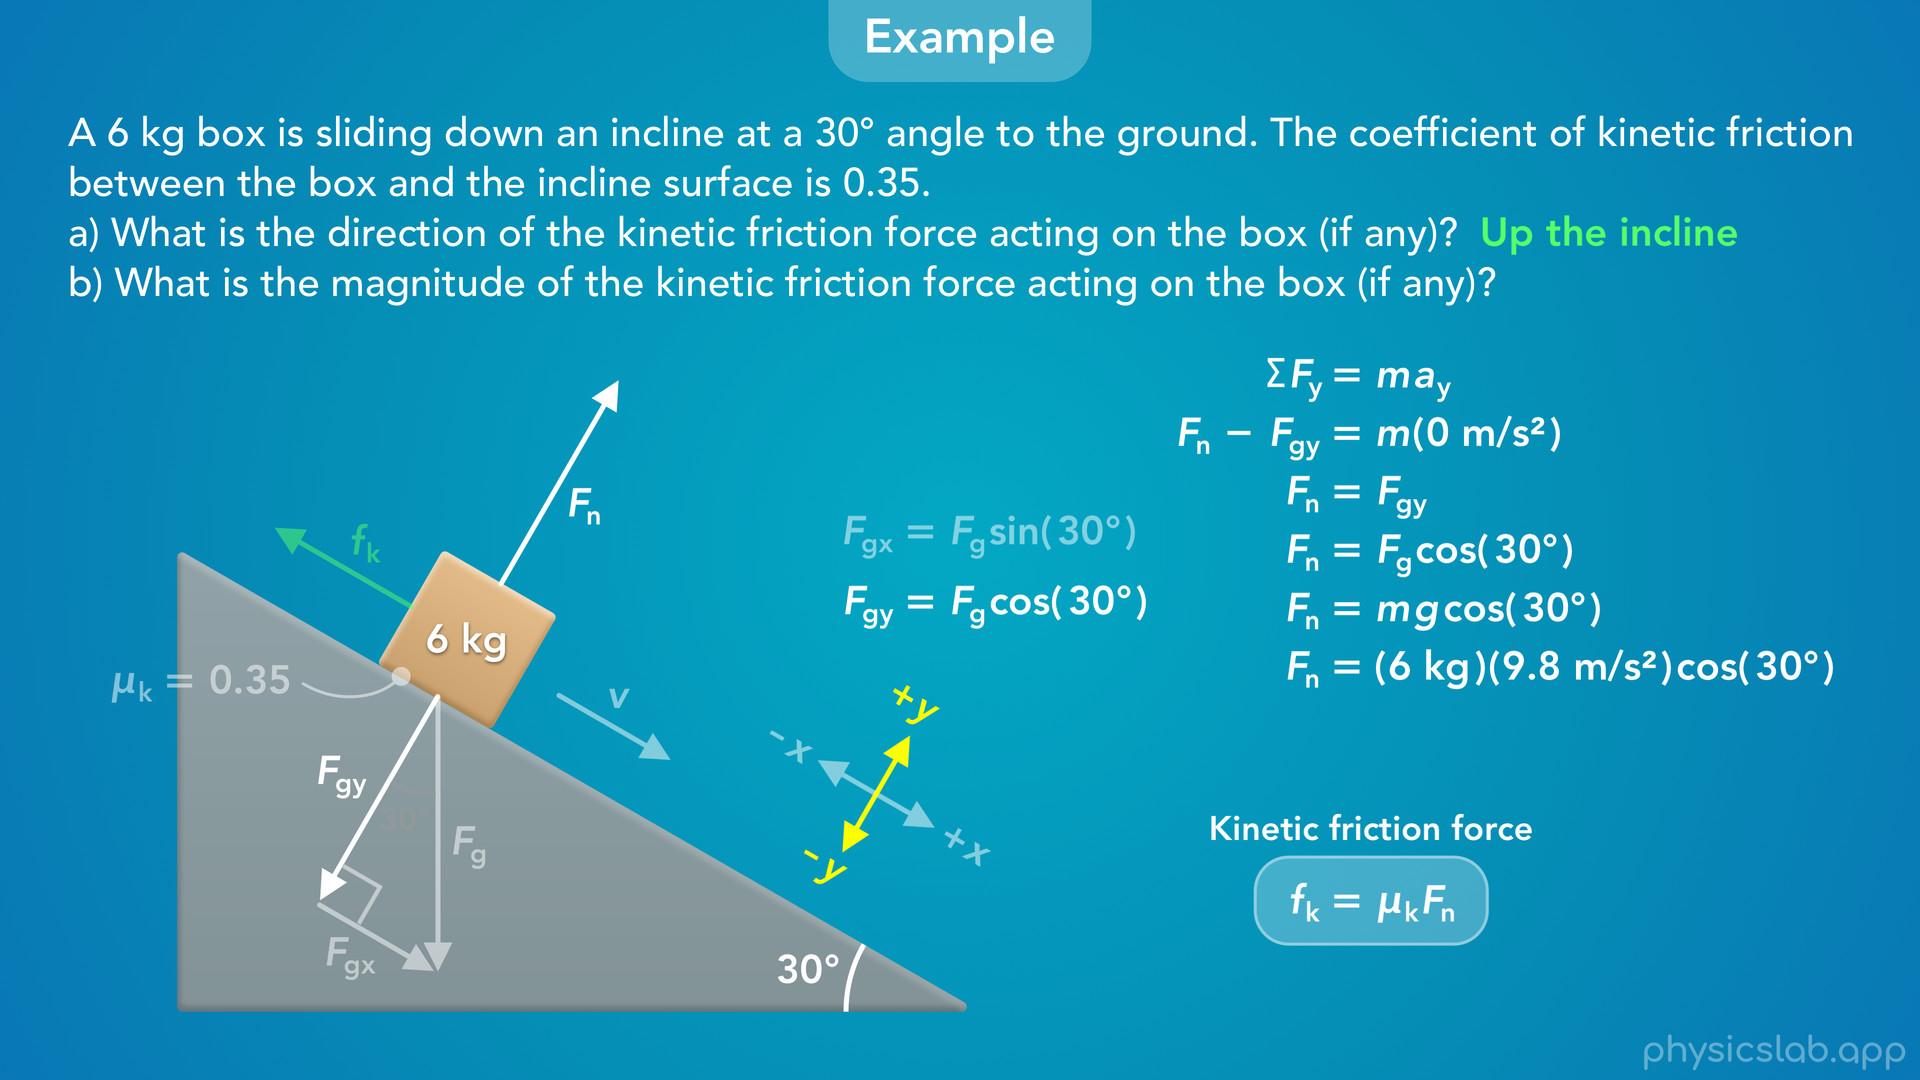 Example
A 6 kg box is sliding down an incline at a 30° angle to the ground. The coefficient of kinetic friction
between the box and the incline surface is 0.35.
a) What is the direction of the kinetic friction force acting on the box (if any)? Up the incline
b) What is the magnitude of the kinetic friction force acting on the box (if any)?
ΣFy = may
Fn − Fgy = m(0 m/s²)
Fn = Fgy
Fn = Fgcos(30°)
Fn = mgcos(30°)
Fn = (6 kg)(9.8 m/s²)cos(30°)
Fgx = Fgsin(30°)
Fgy = Fgcos(30°)
Fn
fk
6 kg
μk = 0.35
v
Fgy
30°
Fg
Fgx
30°
+y
-x
+x
-y
Kinetic friction force
fk = μkFn
physicslab.app